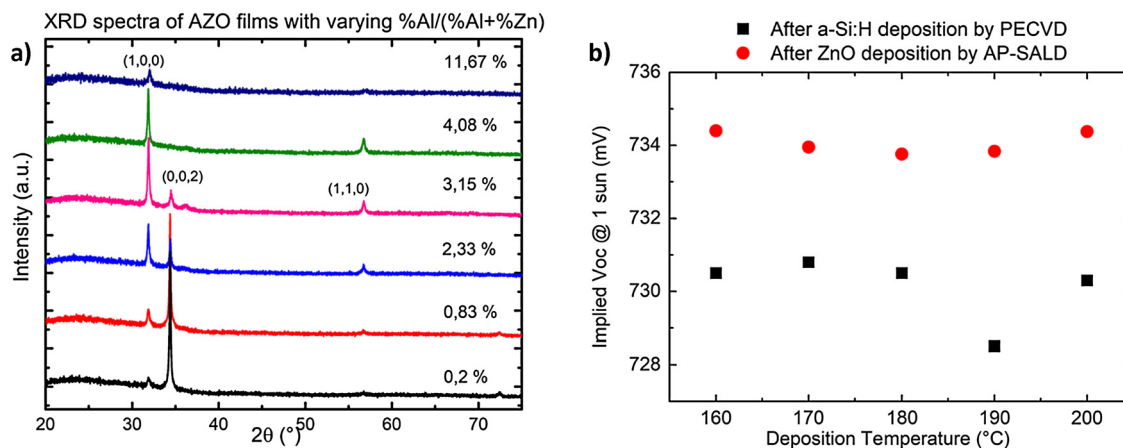 XRD spectra of AZO films with varying %Al/(%Al+%Zn)
a)
(1,0,0)
11,67 %
4,08 %
(0,0,2)
3,15 %
(1,1,0)
2,33 %
0,83 %
0,2 %
Intensity (a.u.)
20 30 40 50 60 70
2θ (°)
b)
After a-Si:H deposition by PECVD
After ZnO deposition by AP-SALD
736
734
732
730
728
Implied Voc @ 1 sun (mV)
160 170 180 190 200
Deposition Temperature (°C)